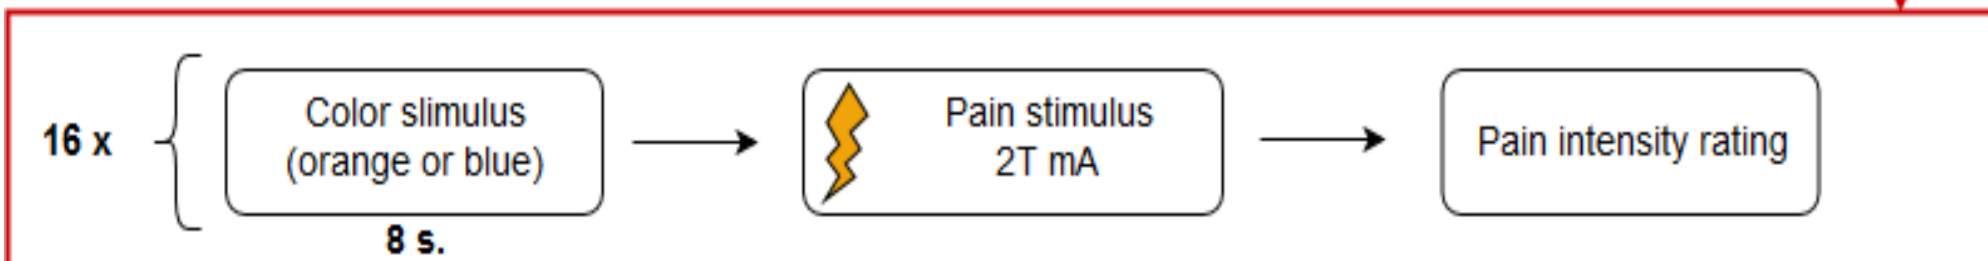 16 x
Color slimulus
(orange or blue)
8 s.
Pain stimulus
2T mA
Pain intensity rating